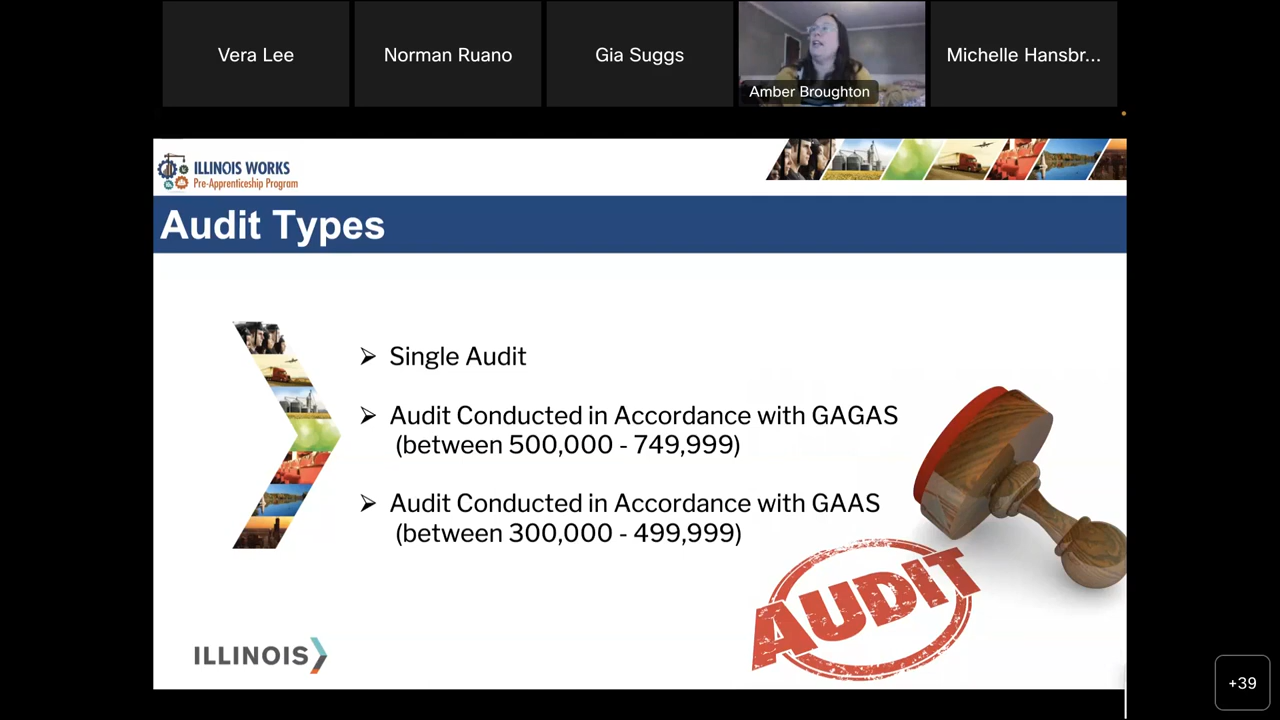 Vera Lee
Norman Ruano
Gia Suggs
Amber Broughton
Michelle Hansbr...
ILLINOIS WORKS
Pre-Apprenticeship Program
Audit Types
➢ Single Audit
➢ Audit Conducted in Accordance with GAGAS
(between 500,000 - 749,999)
➢ Audit Conducted in Accordance with GAAS
(between 300,000 - 499,999)
AUDIT
ILLINOIS
+39